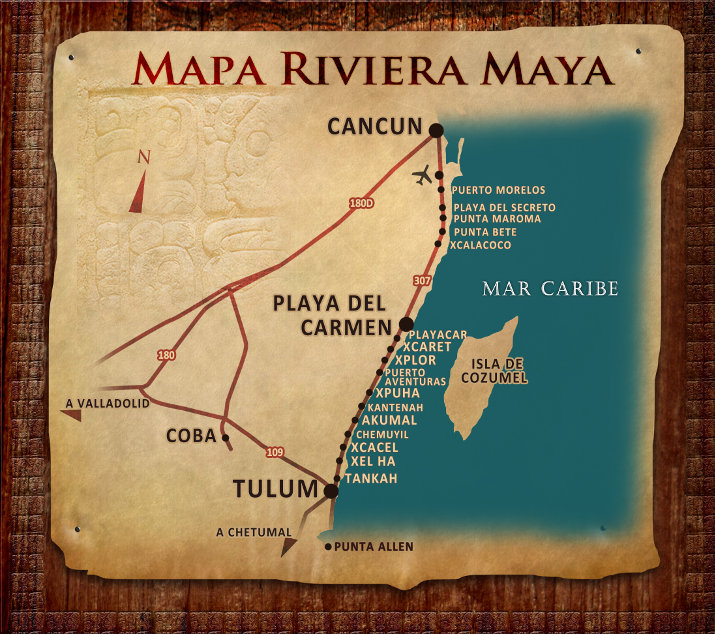 MAPA RIVIERA MAYA
CANCUN
N
180D
PUERTO MORELOS
PLAYA DEL SECRETO
PUNTA MAROMA
PUNTA BETE
XCALACOCO
307
MAR CARIBE
PLAYA DEL
CARMEN
PLAYACAR
XCARET
XPLOR
180
ISLA DE
COZUMEL
PUERTO
AVENTURAS
XPUHA
A VALLADOLID
KANTENAH
AKUMAL
COBA
CHEMUYIL
XCACEL
109
XEL HA
TANKAH
TULUM
A CHETUMAL
PUNTA ALLEN